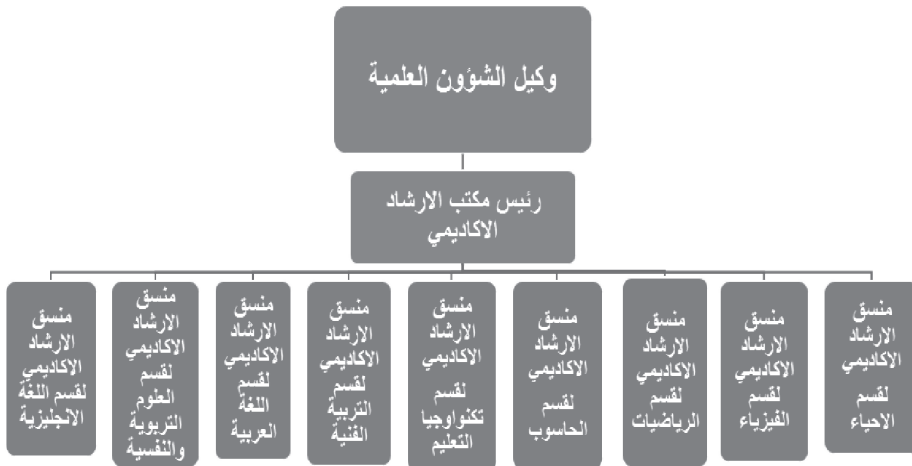 وكيل الشؤون العلمية
رئيس مكتب الارشاد
الاكاديمي
منسق
الارشاد
الاكاديمي
لقسم
الاحياء
منسق
الارشاد
الاكاديمي
لقسم
الفيزياء
منسق
الارشاد
الاكاديمي
لقسم
الرياضيات
منسق
الارشاد
الاكاديمي
لقسم
الحاسوب
منسق
الارشاد
الاكاديمي
لقسم
تكنواوجيا
التعليم
منسق
الارشاد
الاكاديمي
لقسم
التربية
الفنية
منسق
الارشاد
الاكاديمي
لقسم
اللغة
العربية
منسق
الارشاد
الاكاديمي
لقسم
العلوم
التربوية
والنفسية
منسق
الارشاد
الاكاديمي
لقسم اللغة
الانجليزية